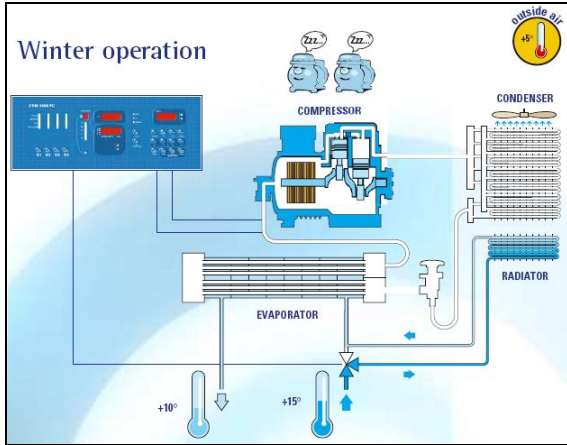 outside air
+5°
Winter operation
Zzz...
Zzz...
COMPRESSOR
CONDENSER
RADIATOR
EVAPORATOR
+10°
+15°